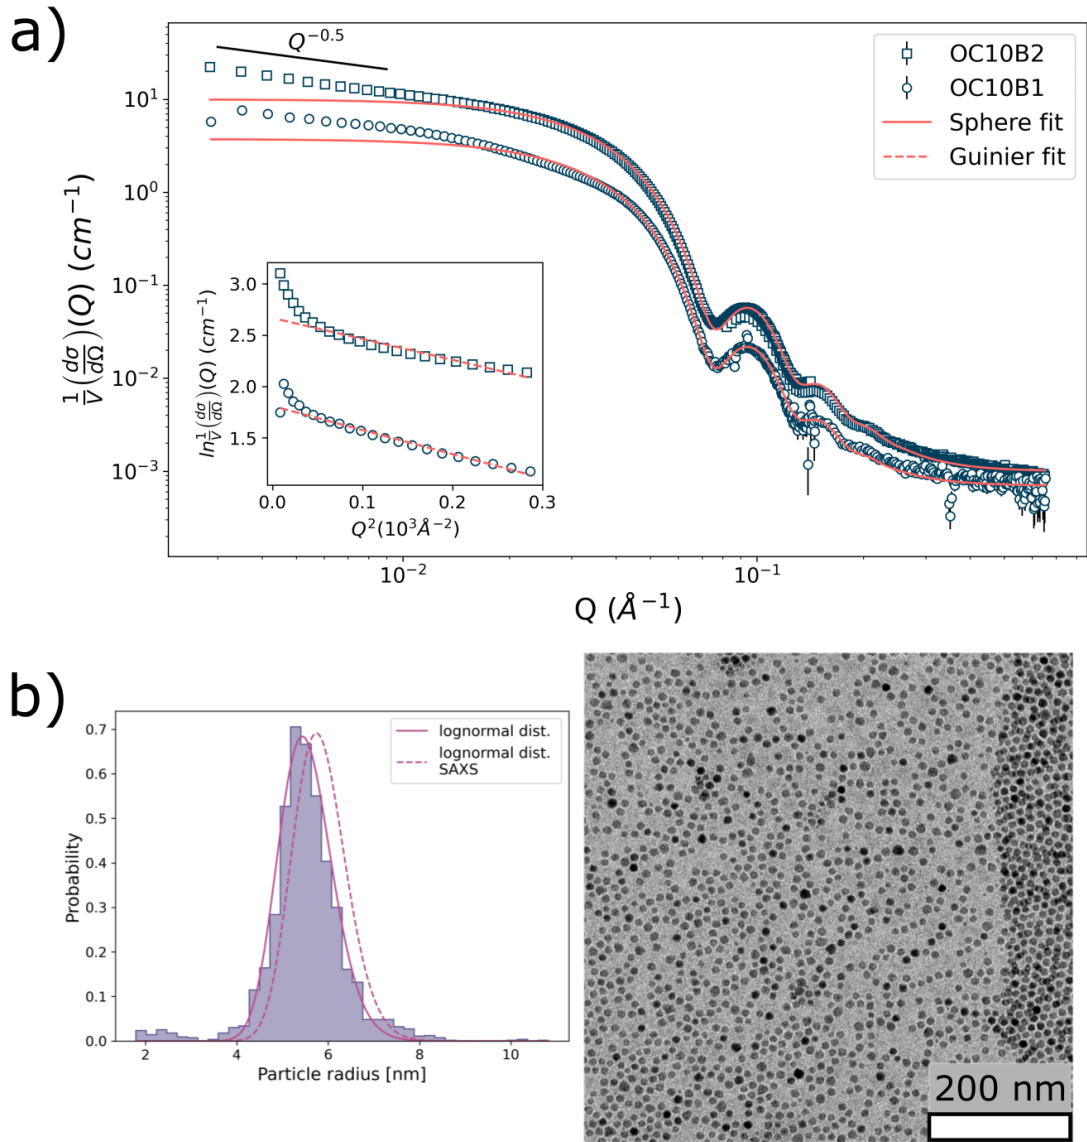 a)
Q^{-0.5}
OC10B2
OC10B1
Sphere fit
Guinier fit
\frac{1}{V}(\frac{dσ}{dΩ})(Q) (cm^{-1})
10^1
10^0
10^{-1}
10^{-2}
10^{-3}
ln\frac{1}{V}(\frac{dσ}{dΩ})(Q) (cm^{-1})
3.0
2.5
2.0
1.5
0.1
0.2
0.3
Q^2(10^3Å^{-2})
10^{-2}
10^{-1}
Q (Å^{-1})
b)
lognormal dist.
lognormal dist.
SAXS
Probability
0.7
0.6
0.5
0.4
0.3
0.2
0.1
0.0
2
4
6
8
10
Particle radius [nm]
200 nm